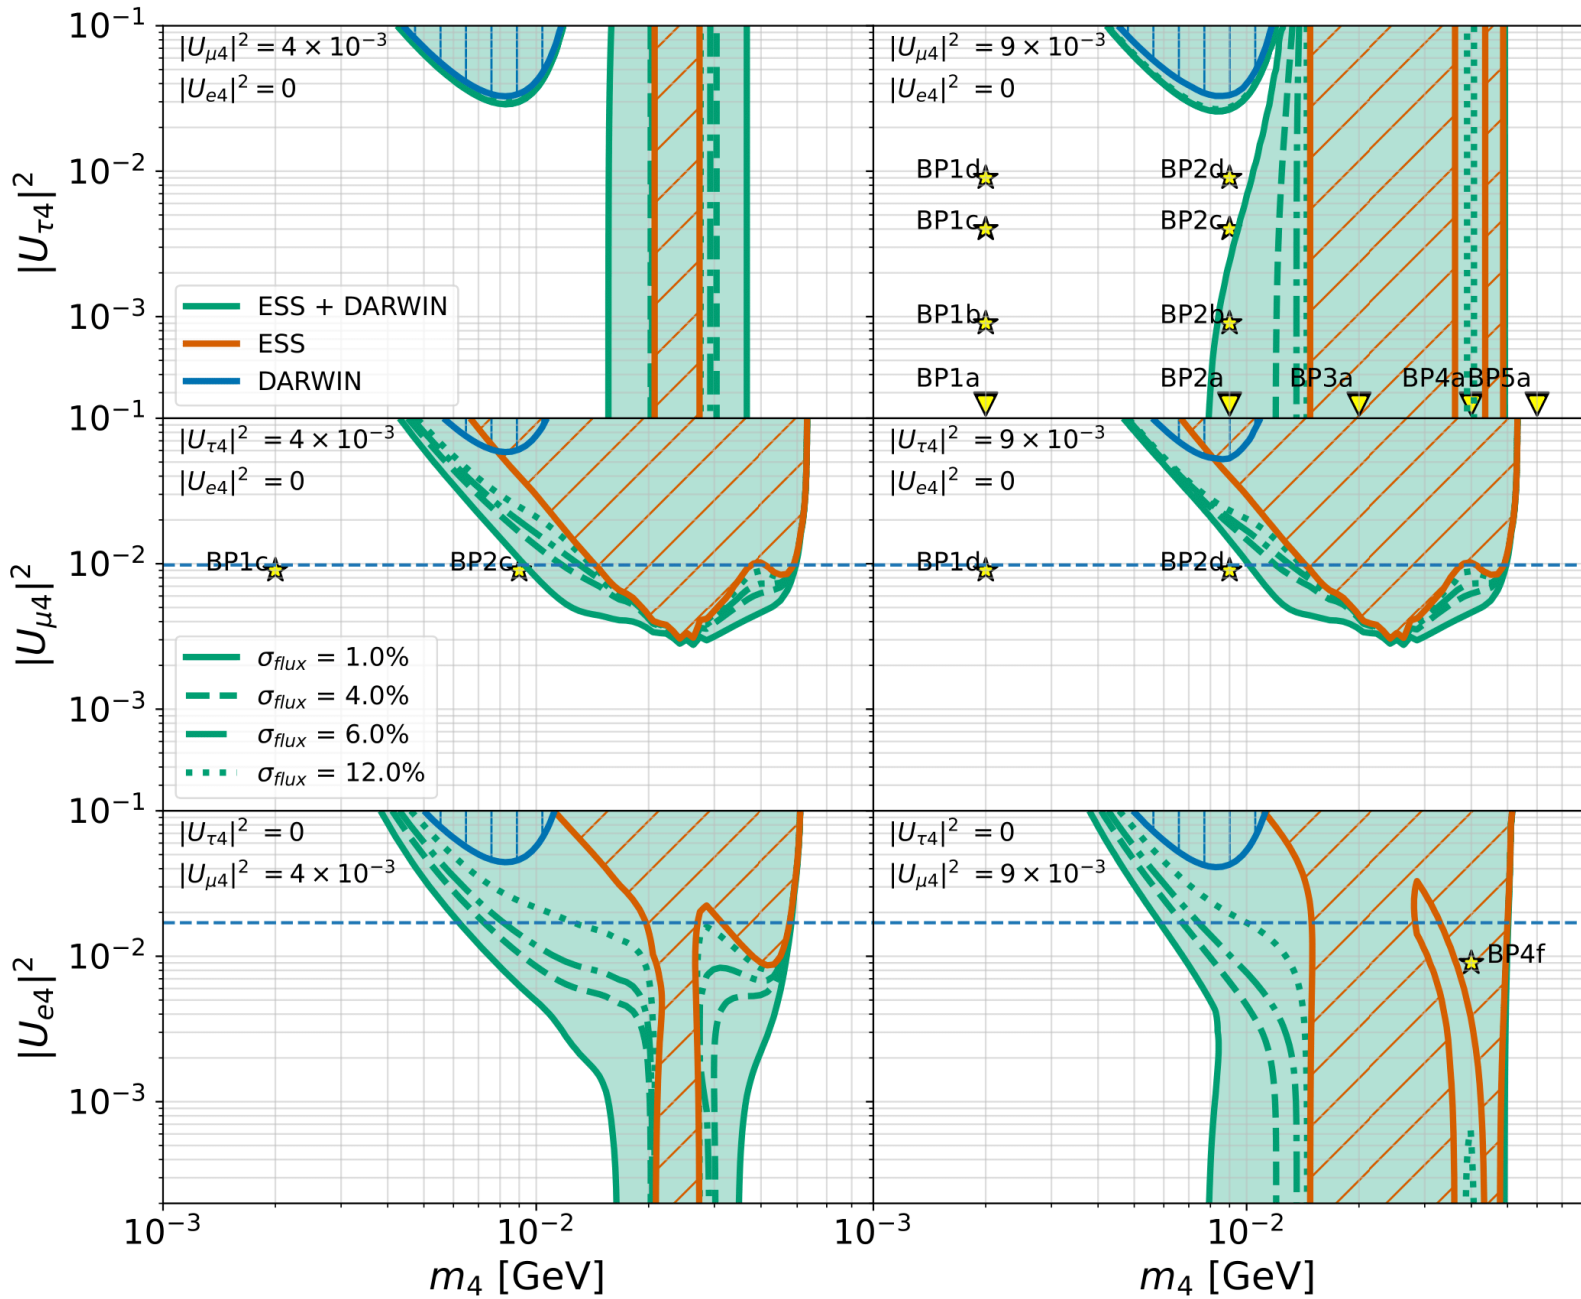 10⁻¹
|U_μ4|² = 4 × 10⁻³
|U_e4|² = 0
10⁻²
|U_τ4|²
10⁻³
ESS + DARWIN
ESS
DARWIN
|U_μ4|² = 9 × 10⁻³
|U_e4|² = 0
BP1d
BP2d
BP1c
BP2c
BP1b
BP2b
BP1a
BP2a
BP3a
BP4a
BP5a
10⁻¹
|U_τ4|² = 4 × 10⁻³
|U_e4|² = 0
10⁻²
BP1c
BP2c
|U_μ4|²
10⁻³
σ_flux = 1.0%
σ_flux = 4.0%
σ_flux = 6.0%
σ_flux = 12.0%
|U_τ4|² = 9 × 10⁻³
|U_e4|² = 0
BP1d
BP2d
10⁻¹
|U_τ4|² = 0
|U_μ4|² = 4 × 10⁻³
10⁻²
|U_e4|²
10⁻³
|U_τ4|² = 0
|U_μ4|² = 9 × 10⁻³
BP4f
10⁻³
10⁻²
10⁻³
10⁻²
m₄ [GeV]
m₄ [GeV]